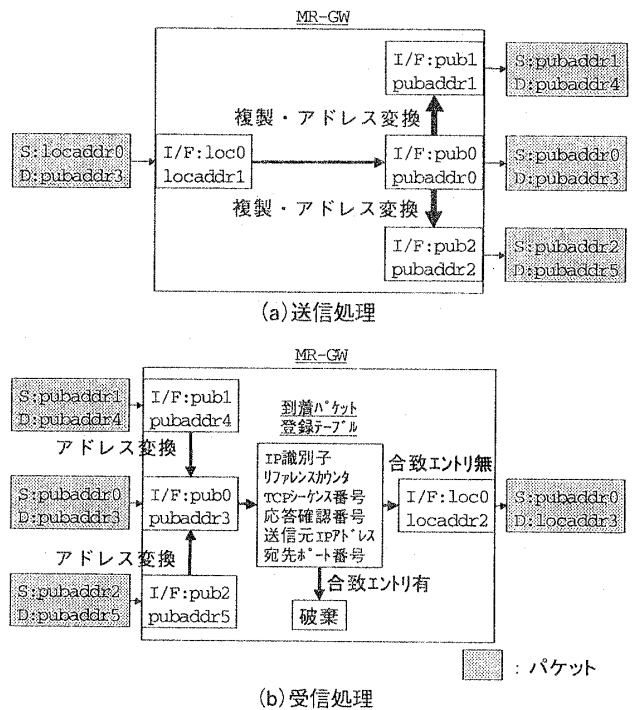 MR-GW
I/F:pub1
pubaddr1
S:pubaddr1
D:pubaddr4
複製・アドレス変換
S:locaddr0
D:pubaddr3
I/F:loc0
locaddr1
I/F:pub0
pubaddr0
S:pubaddr0
D:pubaddr3
複製・アドレス変換
I/F:pub2
pubaddr2
S:pubaddr2
D:pubaddr5
(a)送信処理
MR-GW
S:pubaddr1
D:pubaddr4
I/F:pub1
pubaddr4
アドレス変換
到着パケット
登録テーブル
S:pubaddr0
D:pubaddr3
I/F:pub0
pubaddr3
IP識別子
リファレンスカウンタ
TCPシーケンス番号
応答確認番号
送信元IPアドレス
宛先ポート番号
合致エントリ無
I/F:loc0
locaddr2
S:pubaddr0
D:locaddr3
アドレス変換
S:pubaddr2
D:pubaddr5
I/F:pub2
pubaddr5
合致エントリ有
破棄
:パケット
(b)受信処理